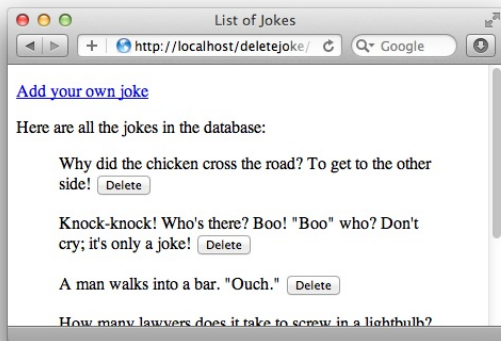 List of Jokes
http://localhost/deletejoke/
Google
Add your own joke
Here are all the jokes in the database:
Why did the chicken cross the road? To get to the other
side! Delete
Knock-knock! Who's there? Boo! "Boo" who? Don't
cry; it's only a joke! Delete
A man walks into a bar. "Ouch." Delete
How many lawyers does it take to screw in a lightbulb?